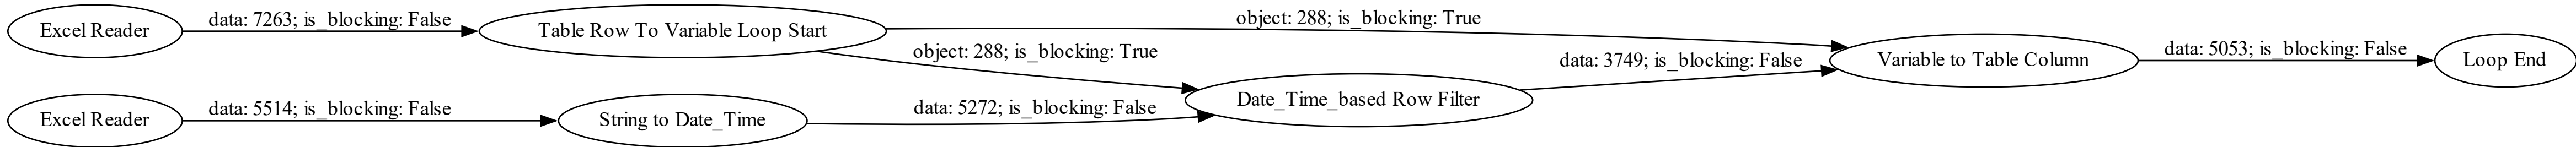 Excel Reader
data: 7263; is_blocking: False
Table Row To Variable Loop Start
object: 288; is_blocking: True
object: 288; is_blocking: True
data: 3749; is_blocking: False
Variable to Table Column
data: 5053; is_blocking: False
Loop End
Excel Reader
data: 5514; is_blocking: False
String to Date_Time
data: 5272; is_blocking: False
Date_Time_based Row Filter